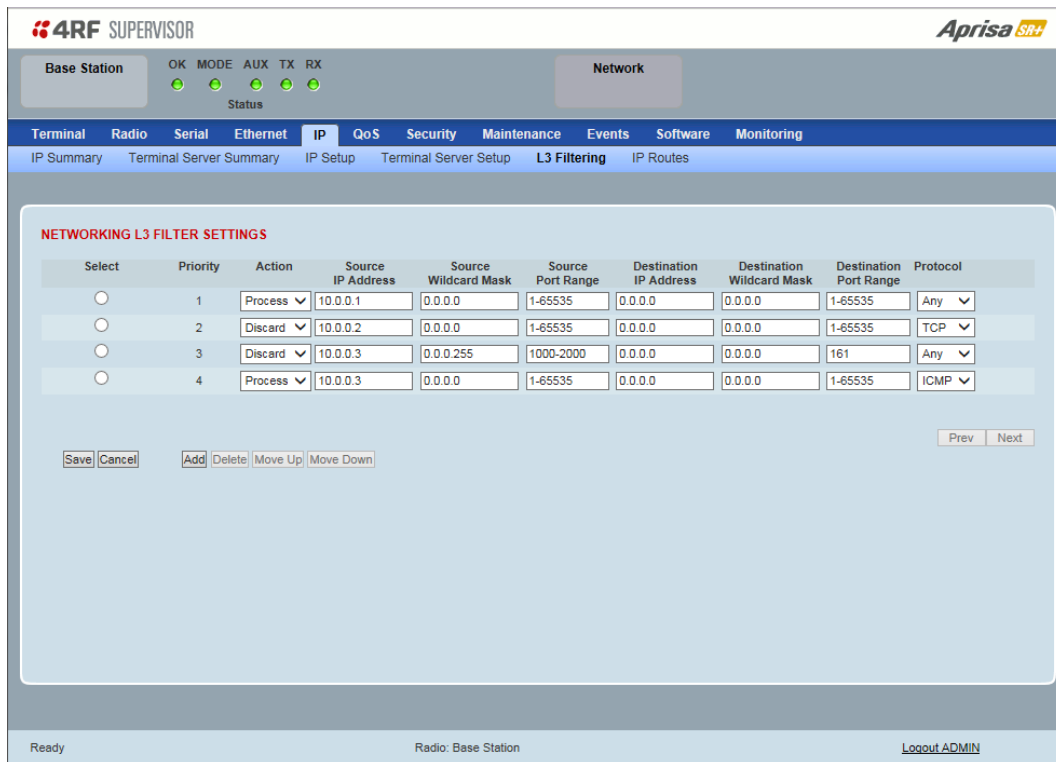 4RF SUPERVISOR
Aprisa SR+
Base Station
OK MODE AUX TX RX
Status
Network
Terminal Radio Serial Ethernet IP QoS Security Maintenance Events Software Monitoring
IP Summary Terminal Server Summary IP Setup Terminal Server Setup L3 Filtering IP Routes
NETWORKING L3 FILTER SETTINGS
Select Priority Action Source Source Source Destination Destination Destination Protocol
IP Address Wildcard Mask Port Range IP Address Wildcard Mask Port Range
1 Process 10.0.0.1 0.0.0.0 1-65535 0.0.0.0 0.0.0.0 1-65535 Any
2 Discard 10.0.0.2 0.0.0.0 1-65535 0.0.0.0 0.0.0.0 1-65535 TCP
3 Discard 10.0.0.3 0.0.0.255 1000-2000 0.0.0.0 0.0.0.0 161 Any
4 Process 10.0.0.3 0.0.0.0 1-65535 0.0.0.0 0.0.0.0 1-65535 ICMP
Prev Next
Save Cancel Add Delete Move Up Move Down
Ready Radio: Base Station Logout ADMIN